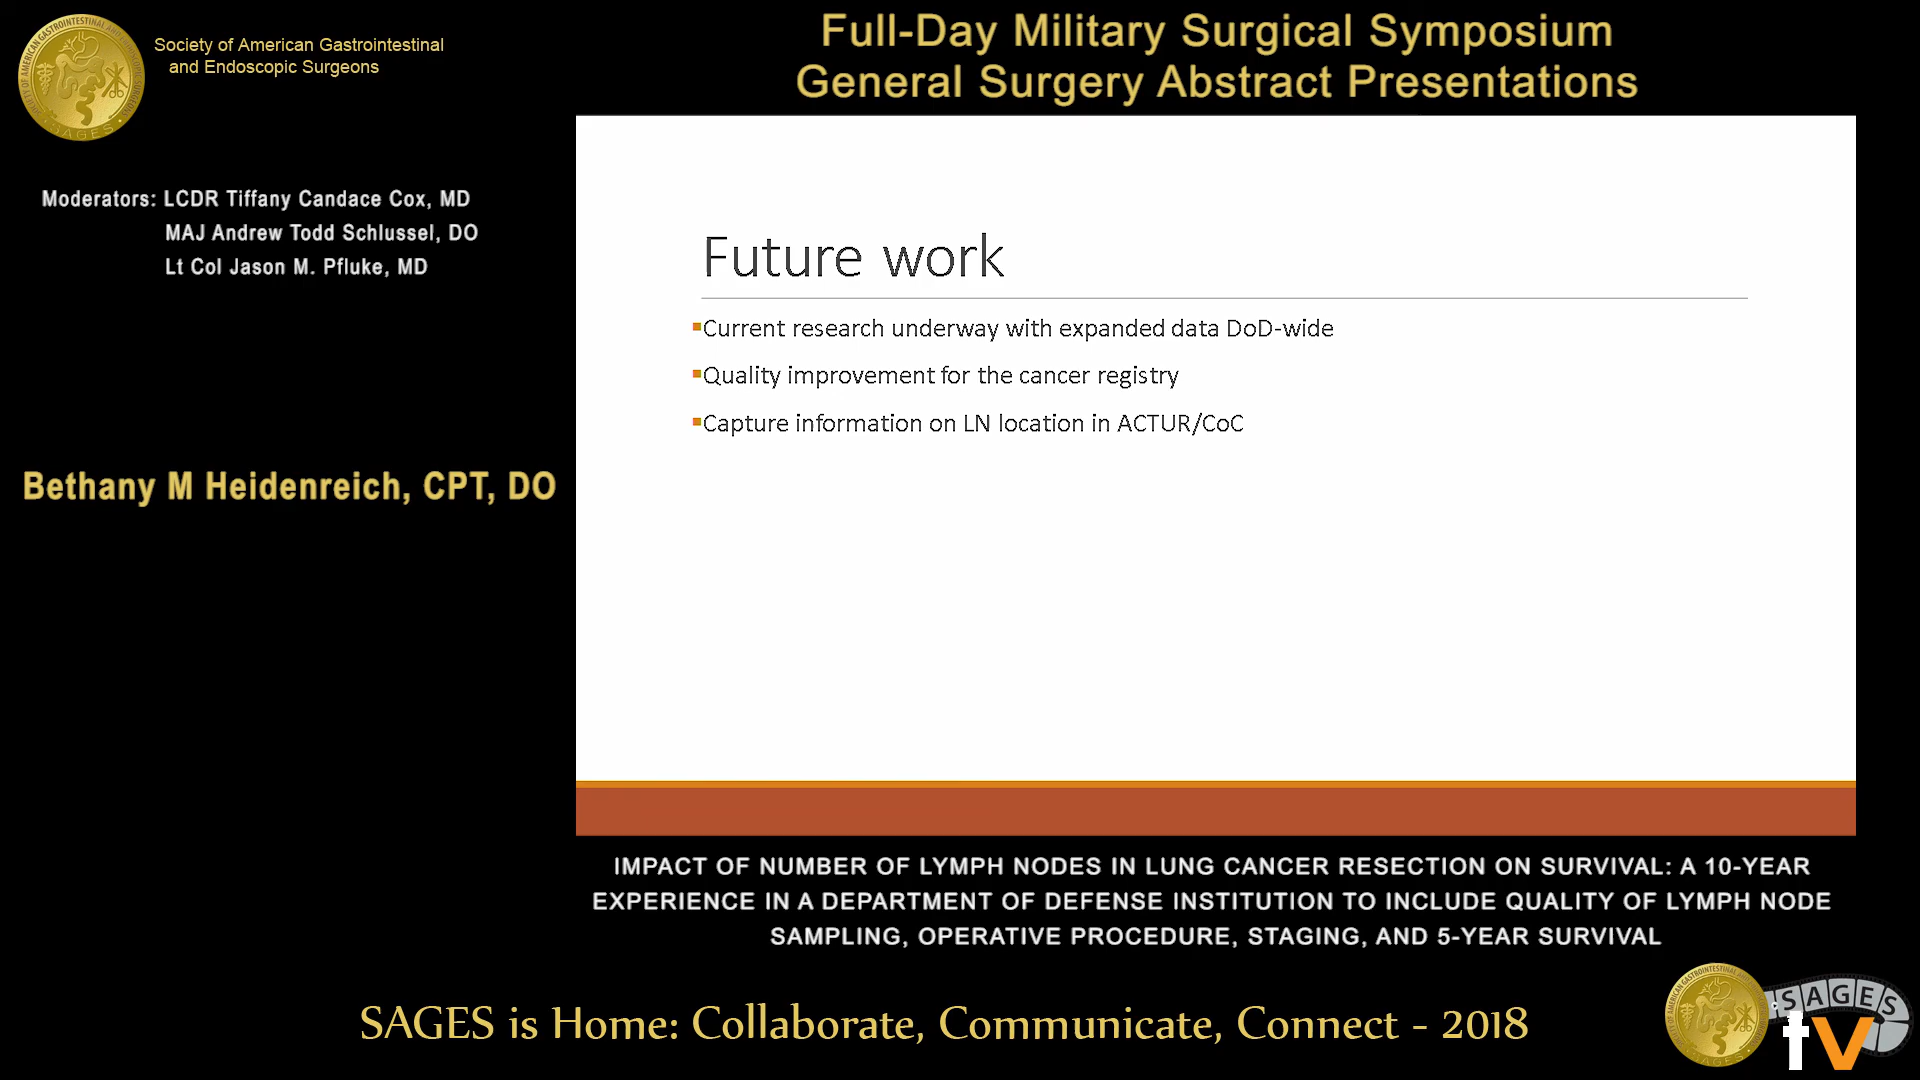 Society of American Gastrointestinal
and Endoscopic Surgeons
Full-Day Military Surgical Symposium
General Surgery Abstract Presentations
Moderators: LCDR Tiffany Candace Cox, MD
MAJ Andrew Todd Schlussel, DO
Lt Col Jason M. Pfluke, MD
Bethany M Heidenreich, CPT, DO
Future work
Current research underway with expanded data DoD-wide
Quality improvement for the cancer registry
Capture information on LN location in ACTUR/CoC
IMPACT OF NUMBER OF LYMPH NODES IN LUNG CANCER RESECTION ON SURVIVAL: A 10-YEAR
EXPERIENCE IN A DEPARTMENT OF DEFENSE INSTITUTION TO INCLUDE QUALITY OF LYMPH NODE
SAMPLING, OPERATIVE PROCEDURE, STAGING, AND 5-YEAR SURVIVAL
SAGES is Home: Collaborate, Communicate, Connect - 2018
SAGES
tv